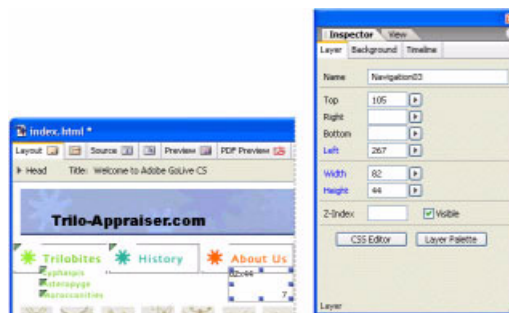 Inspector View
Layer Background Timeline
Name Navigation03
Top 105
Right
Bottom
Left 267
Width 82
Height 44
Z-Index Visible
CSS Editor Layer Palette
Layer
index.html *
Layout Source Preview PDF Preview
Head Title: Welcome to Adobe GoLive CS
Trilo-Appraiser.com
Trilobites History About Us
82x44
7